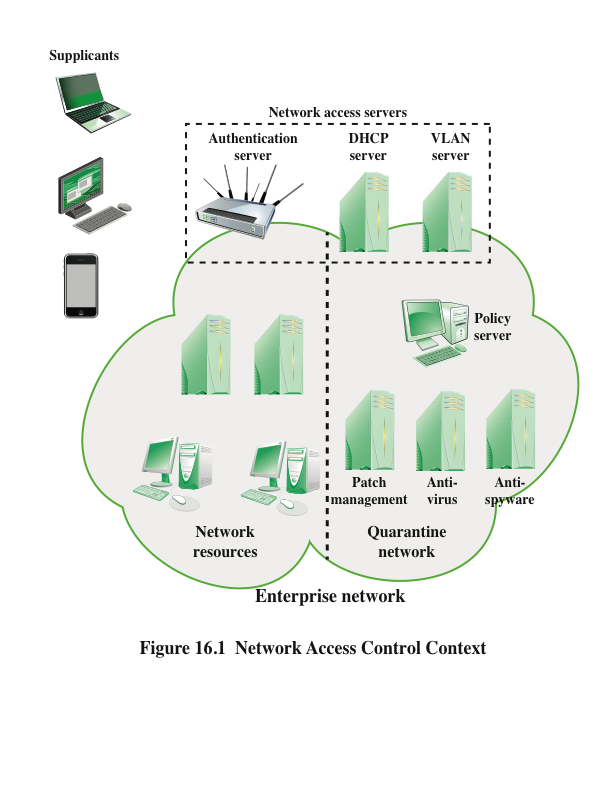 Supplicants
Network access servers
Authentication
server
DHCP
server
VLAN
server
Policy
server
Patch
management
Anti-
virus
Anti-
spyware
Network
resources
Quarantine
network
Enterprise network
Figure 16.1  Network Access Control Context